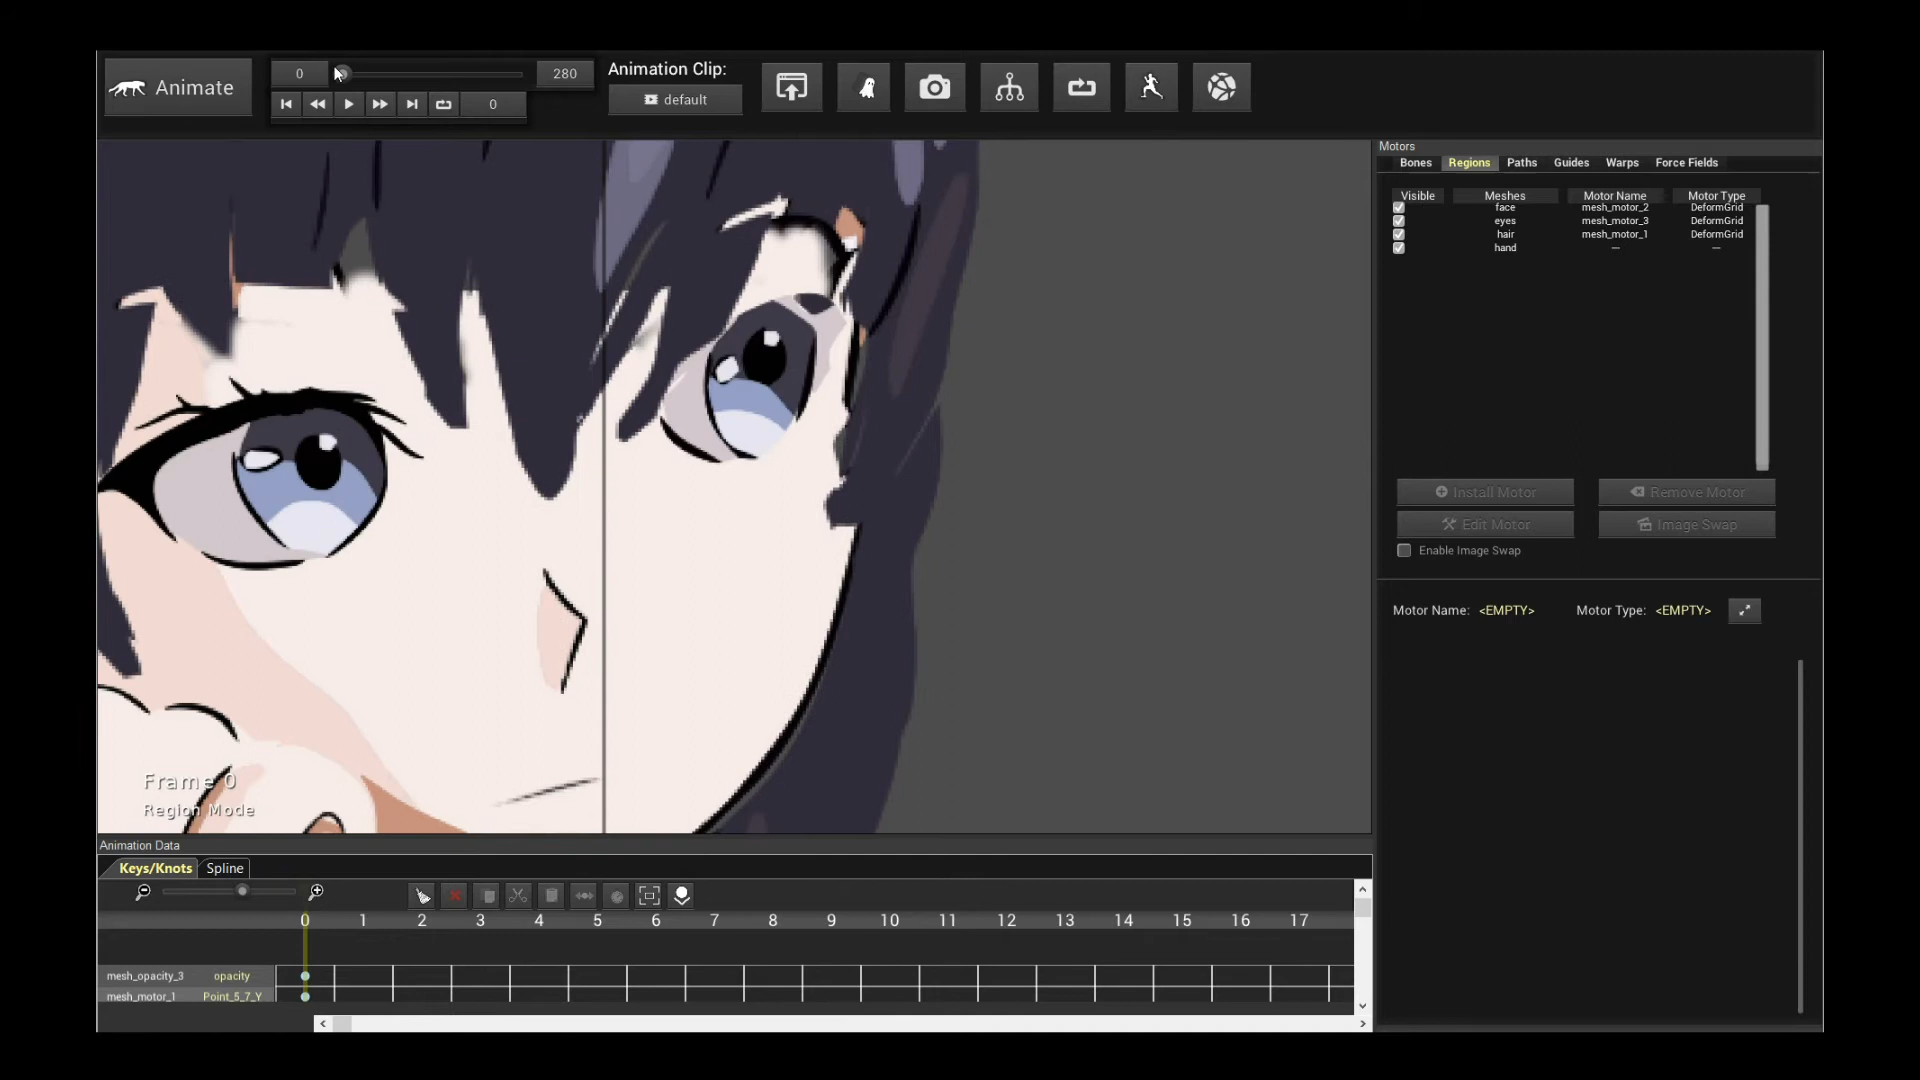 Animate
0
280
0
Animation Clip:
default
Frame 0
Region Mode
Motors
Bones Regions Paths Guides Warps Force Fields
Visible Meshes Motor Name Motor Type
face mesh_motor_2 DeformGrid
eyes mesh_motor_3 DeformGrid
hair mesh_motor_1 DeformGrid
hand --- ---
Install Motor Remove Motor
Edit Motor Image Swap
Enable Image Swap
Motor Name: <EMPTY> Motor Type: <EMPTY>
Animation Data
Keys/Knots Spline
0 1 2 3 4 5 6 7 8 9 10 11 12 13 14 15 16 17
mesh_opacity_3 opacity
mesh_motor_1 Point_5_7_Y